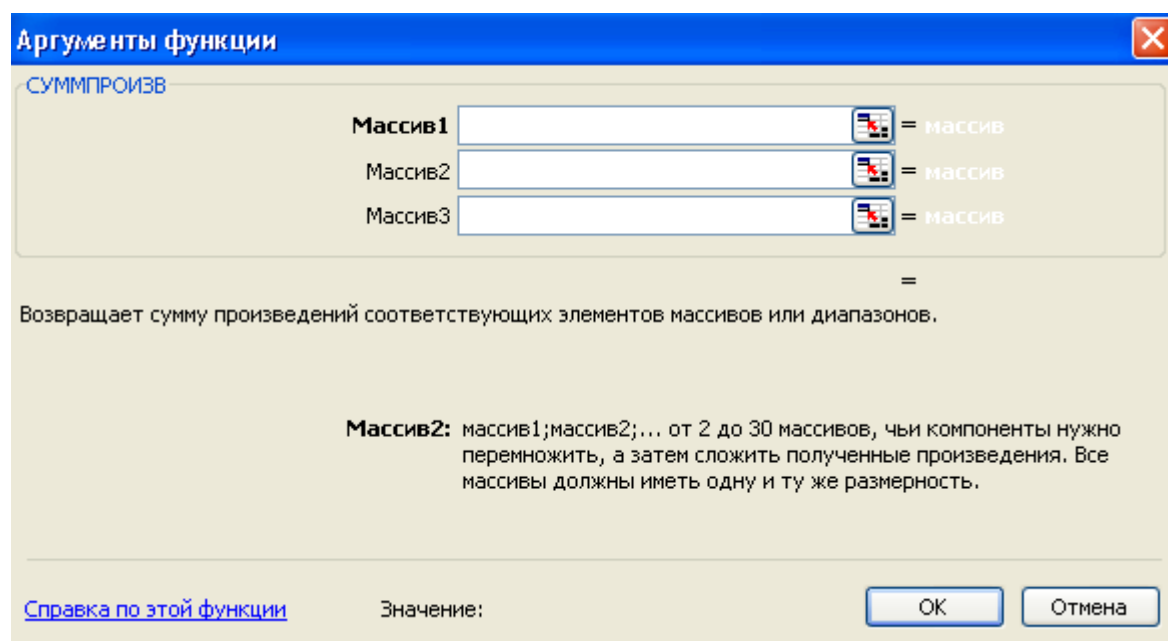 Аргументы функции
СУММПРОИЗВ
Массив1 = массив
Массив2 = массив
Массив3 = массив
=
Возвращает сумму произведений соответствующих элементов массивов или диапазонов.
Массив2: массив1;массив2;... от 2 до 30 массивов, чьи компоненты нужно
перемножить, а затем сложить полученные произведения. Все
массивы должны иметь одну и ту же размерность.
Справка по этой функции Значение: ОК Отмена